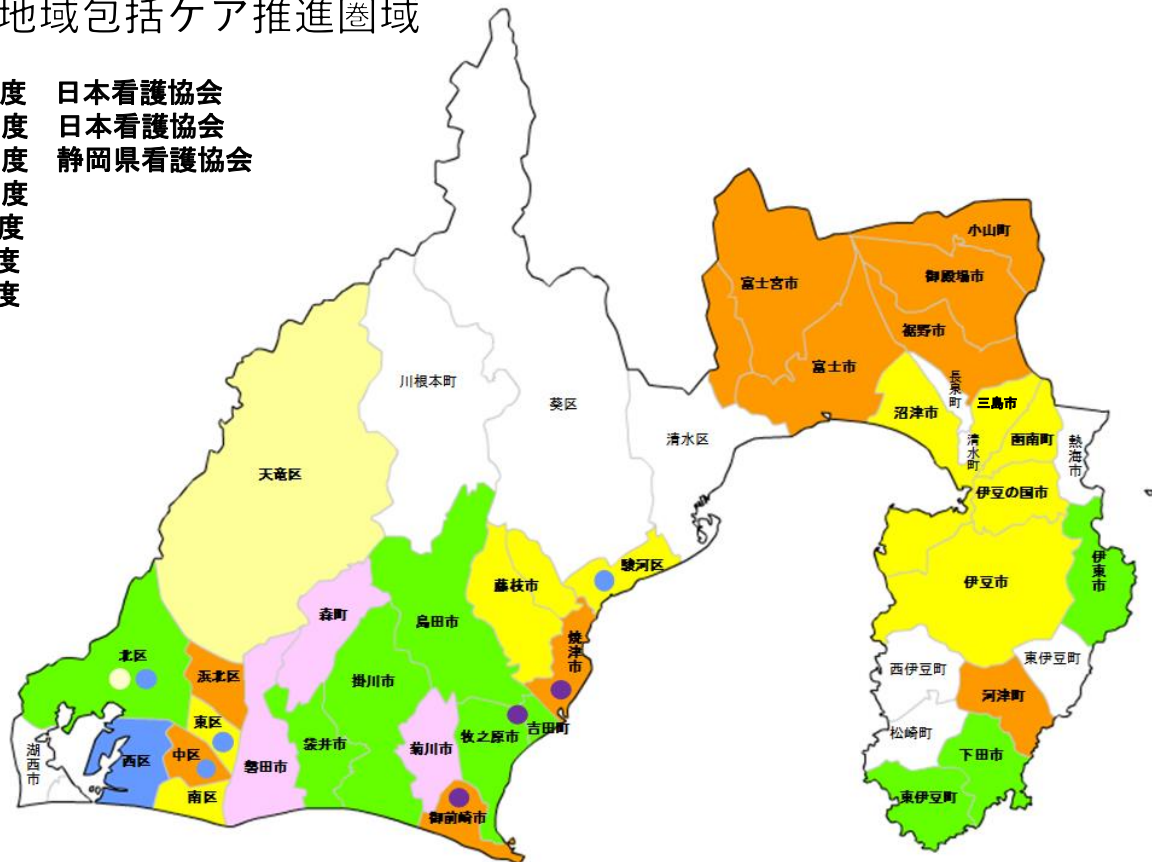 地域包括ケア推進圏域
度 日本看護協会
度 日本看護協会
度 静岡県看護協会
度
度
度
度
小山町
御殿場市
富士宮市
裾野市
富士市
長泉町
三島市
沼津市
函南町
清水町
熱海市
伊豆の国市
川根本町
葵区
清水区
天竜区
駿河区
藤枝市
伊東市
伊豆市
森町
島田市
焼津市
北区
浜北区
掛川市
東伊豆町
西伊豆町
河津町
東区
吉田町
牧之原市
袋井市
菊川市
松崎町
湖西市
西区
中区
磐田市
下田市
南区
御前崎市
東伊豆町